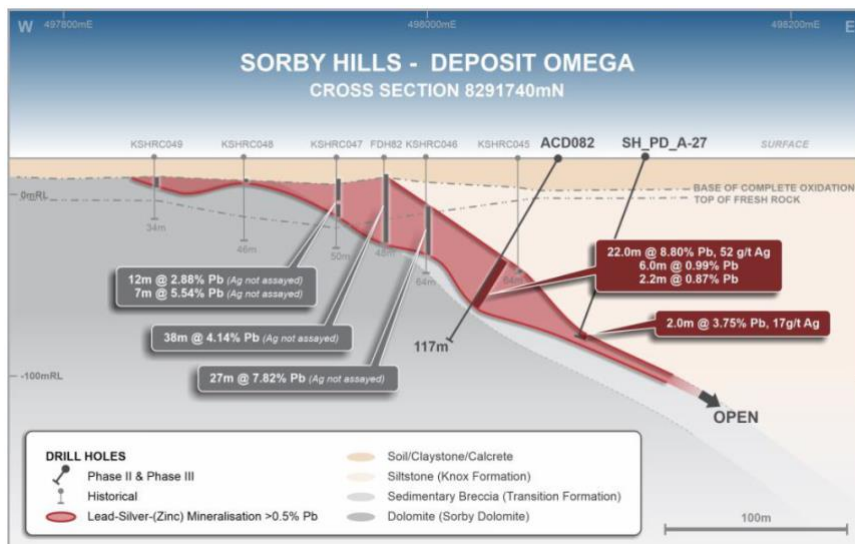 497800mE
498000mE
498200mE
W
E
SORBY HILLS - DEPOSIT OMEGA
CROSS SECTION 8291740mN
KSHRC049
KSHRC048
KSHRC047
FDH82
KSHRC046
KSHRC045
ACD082
SH_PD_A-27
SURFACE
0mRL
BASE OF COMPLETE OXIDATION
TOP OF FRESH ROCK
34m
46m
50m
48m
64m
64m
12m @ 2.88% Pb (Ag not assayed)
7m @ 5.54% Pb (Ag not assayed)
22.0m @ 8.80% Pb, 52 g/t Ag
6.0m @ 0.99% Pb
2.2m @ 0.87% Pb
38m @ 4.14% Pb (Ag not assayed)
117m
2.0m @ 3.75% Pb, 17g/t Ag
27m @ 7.82% Pb (Ag not assayed)
-100mRL
OPEN
DRILL HOLES
Phase II & Phase III
Historical
Lead-Silver-(Zinc) Mineralisation >0.5% Pb
Soil/Claystone/Calcrete
Siltstone (Knox Formation)
Sedimentary Breccia (Transition Formation)
Dolomite (Sorby Dolomite)
100m